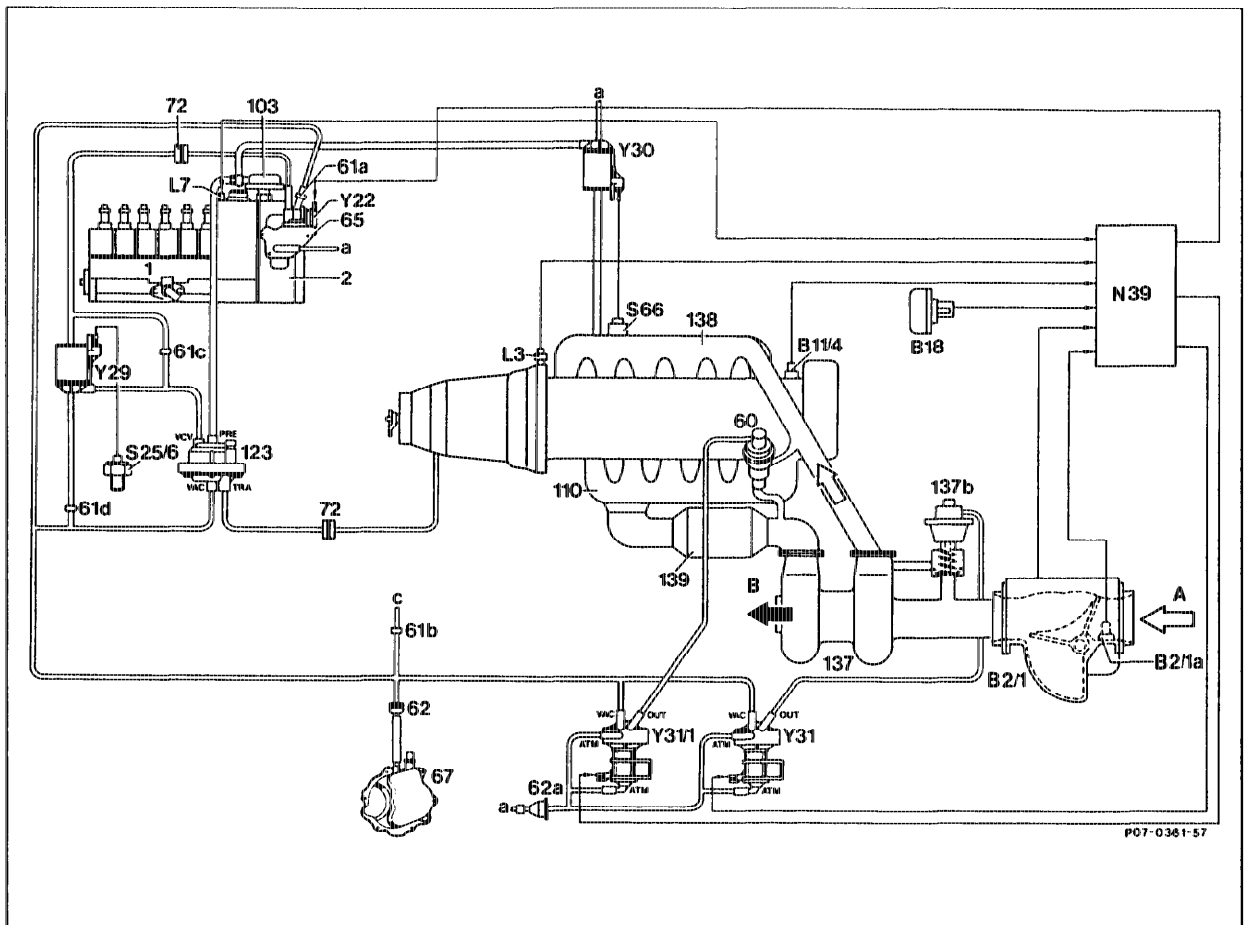 a
72
103
Y30
61a
L7
Y22
65
a
1
2
N39
S66
138
B18
B11/4
L3
61c
Y29
60
VCV
PRE
S25/6
123
VAC
TRA
110
137b
61d
72
139
B
A
c
61b
137
B2/1
B2/1a
62
VAC
OUT
VAC
OUT
ATM
Y31/1
ATM
Y31
67
62a
ATM
ATM
a
P07-0361-57